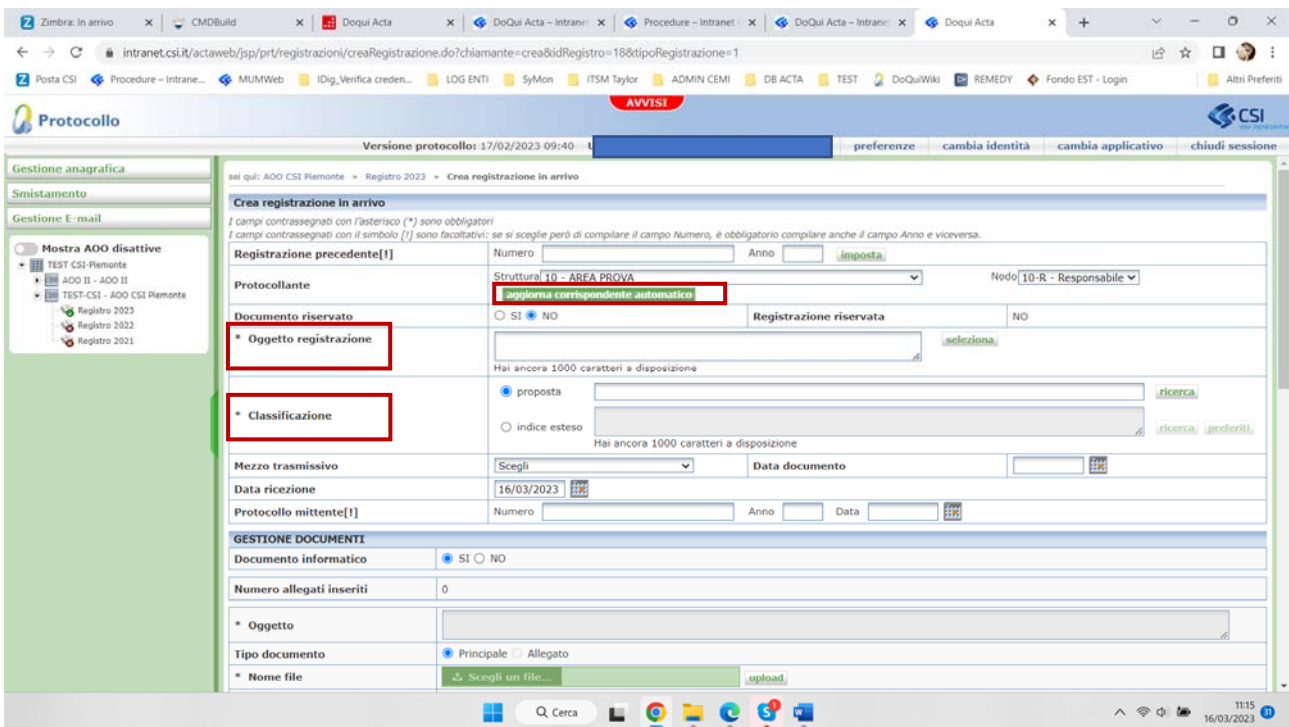 Zimbra: In arrivo
CMDBuild
Doqui Acta
DoQui Acta – Intranet
Procedure – Intranet
DoQui Acta – Intranet
Doqui Acta
intranet.csi.it/actaweb/jsp/prt/registrazioni/creaRegistrazione.do?chiamante=crea&idRegistro=18&tipoRegistrazione=1
Posta CSI Procedure – Intrane... MUMWeb IDig_Verifica creden... LOG ENTI SyMon ITSM Taylor ADMIN CEMI DB ACTA TEST DoQuiWiki REMEDY Fondo EST - Login Altri Preferiti
AVVISI
Protocollo
CSI
Versione protocollo: 17/02/2023 09:40
preferenze cambia identità cambia applicativo chiudi sessione
Gestione anagrafica
Smistamento
Gestione E-mail
Mostra AOO disattive
TEST CSI-Piemonte
AOO II - AOO II
TEST-CSI - AOO CSI Piemonte
Registro 2023
Registro 2022
Registro 2021
sei qui: AOO CSI Piemonte » Registro 2023 » Crea registrazione in arrivo
Crea registrazione in arrivo
I campi contrassegnati con l'asterisco (*) sono obbligatori
I campi contrassegnati con il simbolo [!] sono facoltativi: se si sceglie però di compilare il campo Numero, è obbligatorio compilare anche il campo Anno e viceversa.
Registrazione precedente[!] Numero Anno imposta
Protocollante Struttura 10 - AREA PROVA Nodo 10-R - Responsabile
aggiorna corrispondente automatico
Documento riservato SI NO Registrazione riservata NO
* Oggetto registrazione seleziona
Hai ancora 1000 caratteri a disposizione
* Classificazione proposta ricerca
indice esteso ricerca preferiti
Hai ancora 1000 caratteri a disposizione
Mezzo trasmissivo Scegli Data documento
Data ricezione 16/03/2023
Protocollo mittente[!] Numero Anno Data
GESTIONE DOCUMENTI
Documento informatico SI NO
Numero allegati inseriti 0
* Oggetto
Tipo documento Principale Allegato
* Nome file Scegli un file... upload
Cerca
11:15
16/03/2023
31